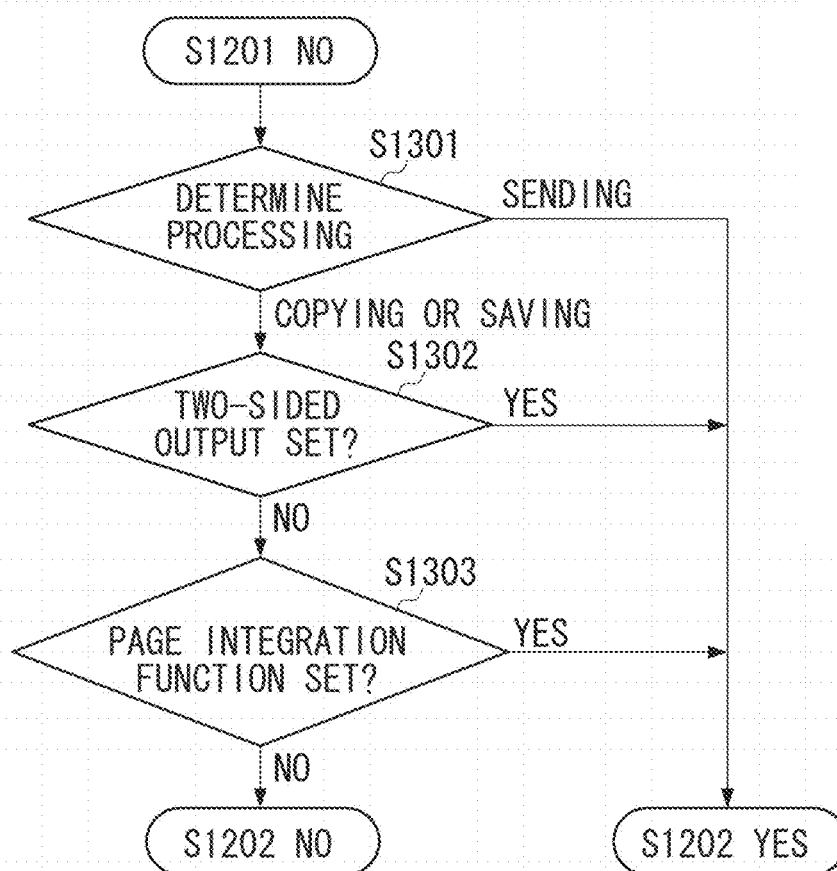 S1201 NO
S1301
DETERMINE
PROCESSING
SENDING
COPYING OR SAVING
S1302
TWO-SIDED
OUTPUT SET?
YES
NO
S1303
PAGE INTEGRATION
FUNCTION SET?
YES
NO
S1202 NO
S1202 YES